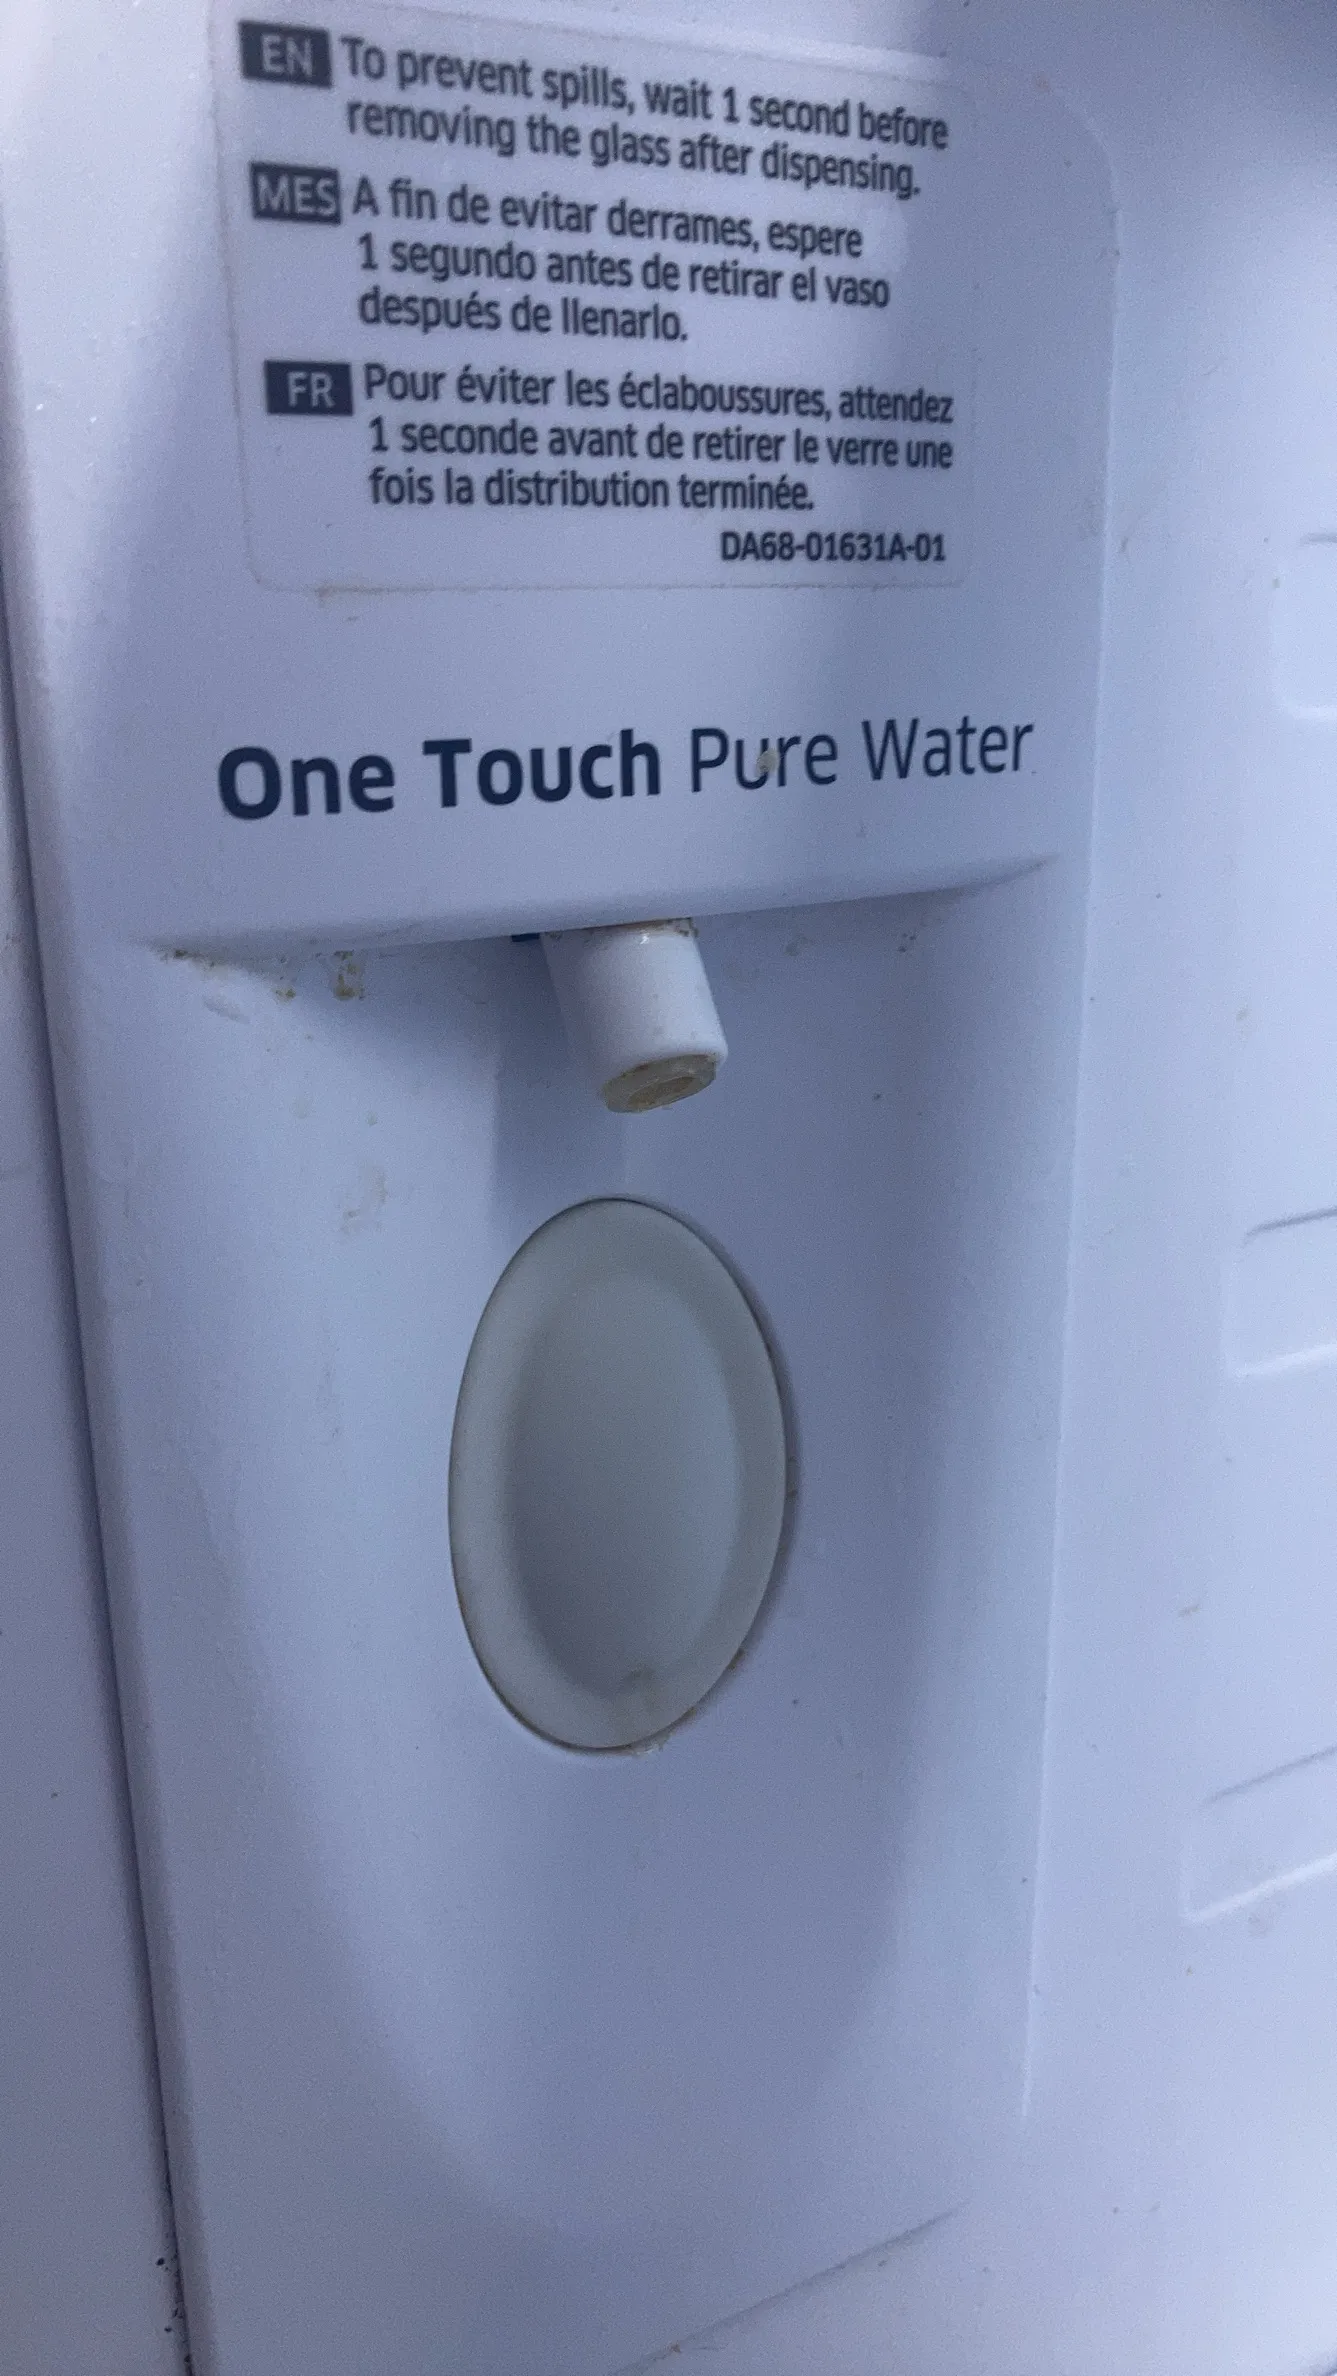 EN To prevent spills, wait 1 second before
removing the glass after dispensing.
MES A fin de evitar derrames, espere
1 segundo antes de retirar el vaso
después de llenarlo.
FR Pour éviter les éclaboussures, attendez
1 seconde avant de retirer le verre une
fois la distribution terminée.
DA68-01631A-01
One Touch Pure Water